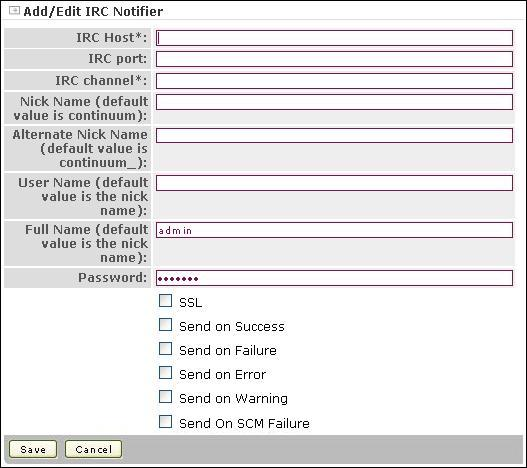 Add/Edit IRC Notifier
IRC Host*:
IRC port:
IRC channel*:
Nick Name (default
value is continuum):
Alternate Nick Name
(default value is
continuum_):
User Name (default
value is the nick
name):
Full Name (default
value is the nick
name):
admin
Password:
•••••••
SSL
Send on Success
Send on Failure
Send on Error
Send on Warning
Send On SCM Failure
Save Cancel